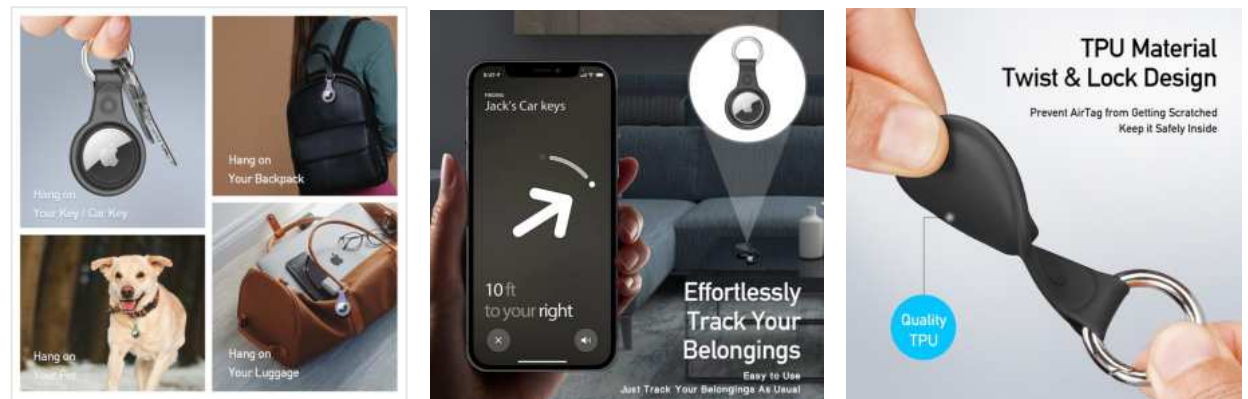 Hang on
Your Key / Car Key
Hang on
Your Backpack
Hang on
Your Pet
Hang on
Your Luggage
FINDING
Jack's Car keys
10 ft
to your right
Effortlessly
Track Your
Belongings
Easy to Use
Just Track Your Belongings As Usual
TPU Material
Twist & Lock Design
Prevent AirTag from Getting Scratched
Keep it Safely Inside
Quality
TPU